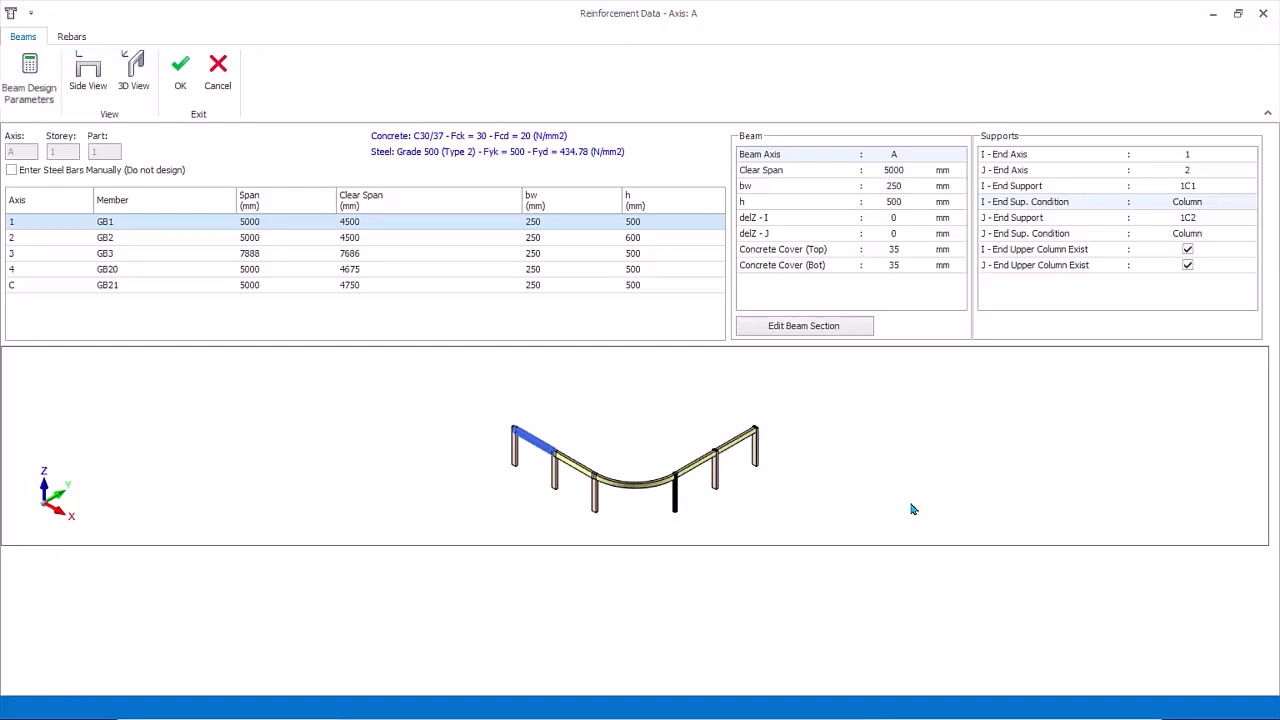 Reinforcement Data - Axis: A
Beams Rebars
Beam Design Parameters
Side View
3D View
OK
Cancel
View
Exit
Axis: Storey: Part:
A 1 1
Enter Steel Bars Manually (Do not design)
Concrete: C30/37 - Fck = 30 - Fcd = 20 (N/mm2)
Steel: Grade 500 (Type 2) - Fyk = 500 - Fyd = 434.78 (N/mm2)
Axis Member Span (mm) Clear Span (mm) bw (mm) h (mm)
1 GB1 5000 4500 250 500
2 GB2 5000 4500 250 600
3 GB3 7888 7686 250 500
4 GB20 5000 4675 250 500
C GB21 5000 4750 250 500
Beam
Beam Axis : A
Clear Span : 5000 mm
bw : 250 mm
h : 500 mm
delZ - I : 0 mm
delZ - J : 0 mm
Concrete Cover (Top) : 35 mm
Concrete Cover (Bot) : 35 mm
Edit Beam Section
Supports
I - End Axis : 1
J - End Axis : 2
I - End Support : 1C1
I - End Sup. Condition : Column
J - End Support : 1C2
J - End Sup. Condition : Column
I - End Upper Column Exist :
J - End Upper Column Exist :
Z
Y
X